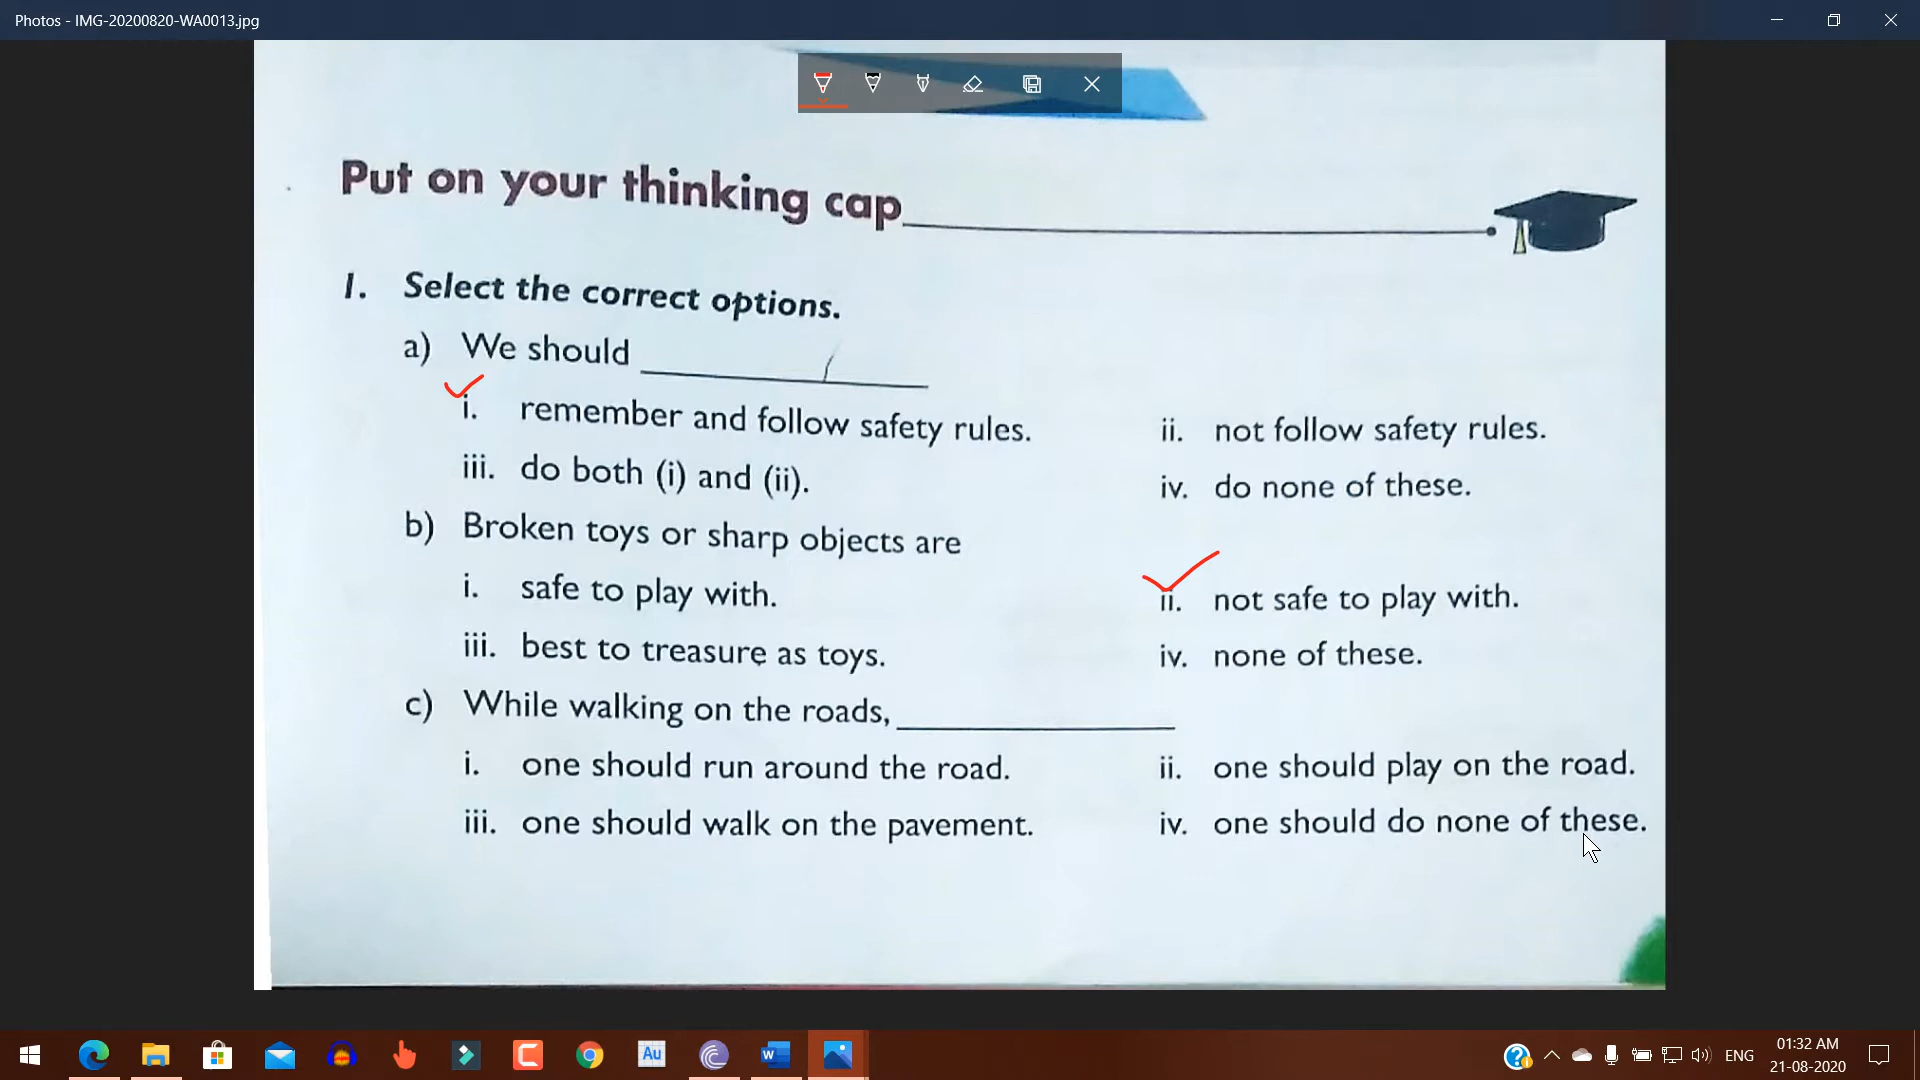 Photos - IMG-20200820-WA0013.jpg
Put on your thinking cap
1. Select the correct options.
a) We should
i. remember and follow safety rules. ii. not follow safety rules.
iii. do both (i) and (ii). iv. do none of these.
b) Broken toys or sharp objects are
i. safe to play with. ii. not safe to play with.
iii. best to treasure as toys. iv. none of these.
c) While walking on the roads,
i. one should run around the road. ii. one should play on the road.
iii. one should walk on the pavement. iv. one should do none of these.
Au
W
ENG
01:32 AM
21-08-2020